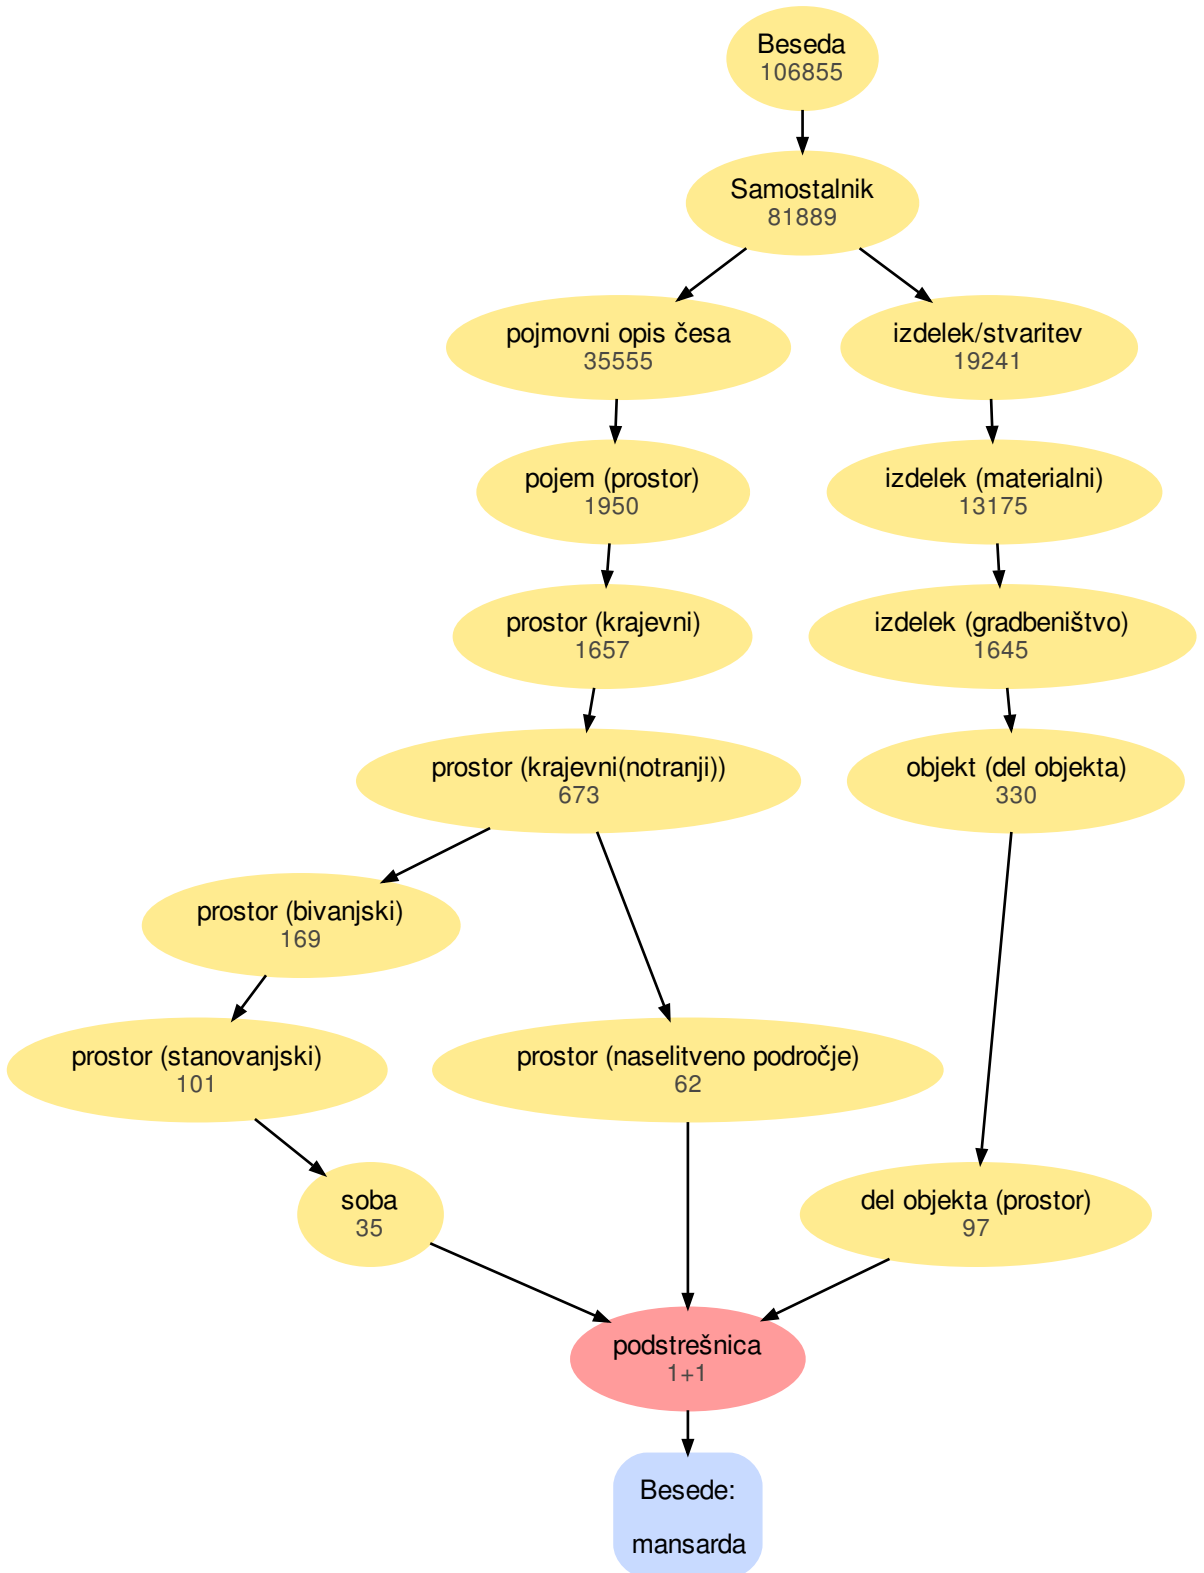 Beseda
106855
Samostalnik
81889
pojmovni opis česa
35555
izdelek/stvaritev
19241
pojem (prostor)
1950
izdelek (materialni)
13175
prostor (krajevni)
1657
izdelek (gradbeništvo)
1645
prostor (krajevni(notranji))
673
objekt (del objekta)
330
prostor (bivanjski)
169
prostor (stanovanjski)
101
prostor (naselitveno področje)
62
soba
35
del objekta (prostor)
97
podstrešnica
1+1
Besede:
mansarda